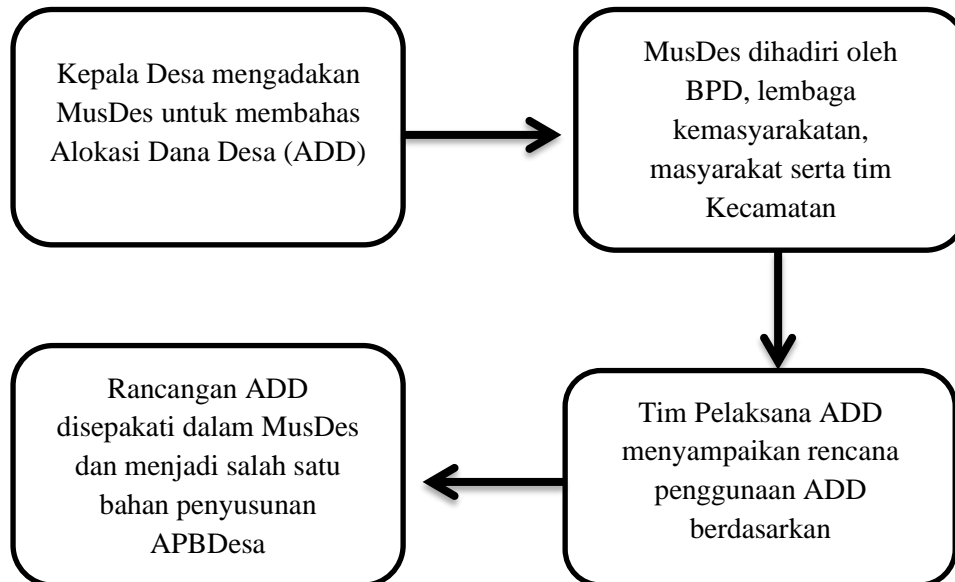 Kepala Desa mengadakan
MusDes untuk membahas
Alokasi Dana Desa (ADD)
MusDes dihadiri oleh
BPD, lembaga
kemasyarakatan,
masyarakat serta tim
Kecamatan
Tim Pelaksana ADD
menyampaikan rencana
penggunaan ADD
berdasarkan
Rancangan ADD
disepakati dalam MusDes
dan menjadi salah satu
bahan penyusunan
APBDesa